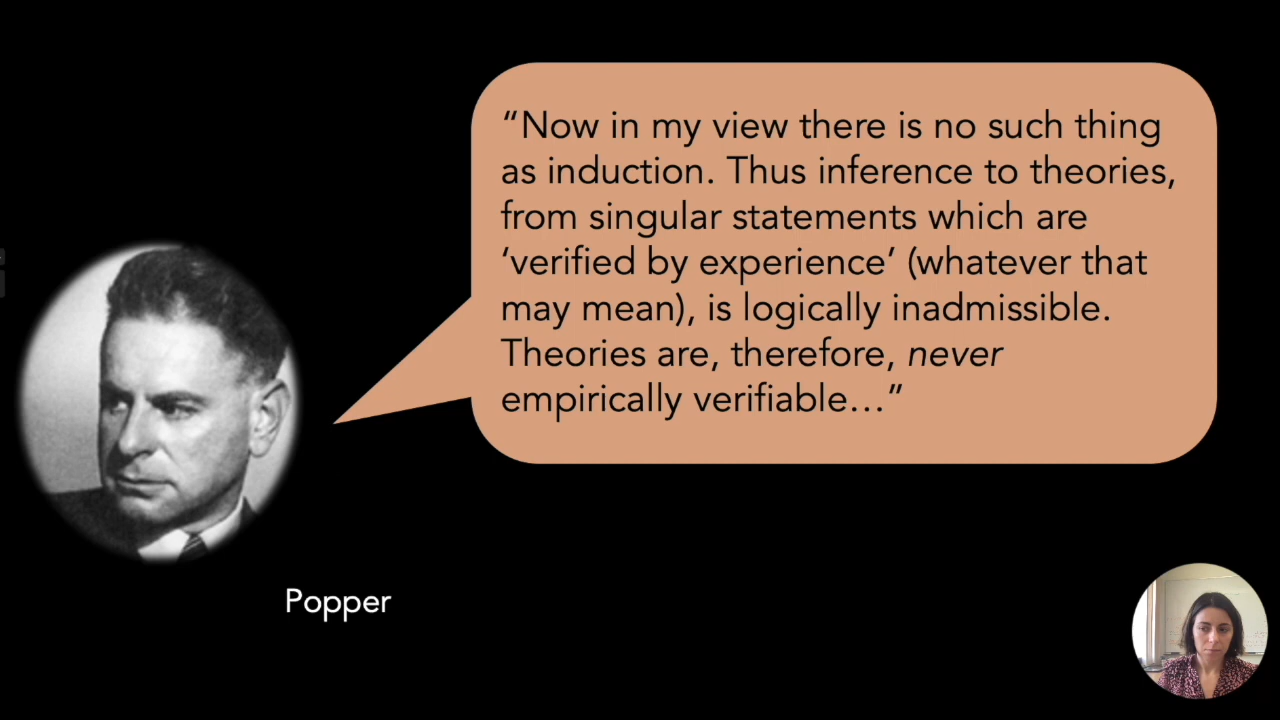 “Now in my view there is no such thing
as induction. Thus inference to theories,
from singular statements which are
‘verified by experience’ (whatever that
may mean), is logically inadmissible.
Theories are, therefore, never
empirically verifiable…”
Popper